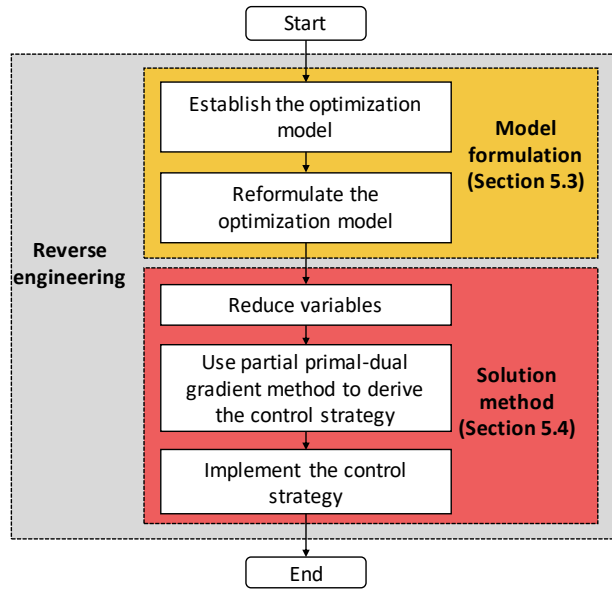 Start
Establish the optimization
model
Reformulate the
optimization model
Model
formulation
(Section 5.3)
Reverse
engineering
Reduce variables
Use partial primal-dual
gradient method to derive
the control strategy
Implement the control
strategy
Solution
method
(Section 5.4)
End